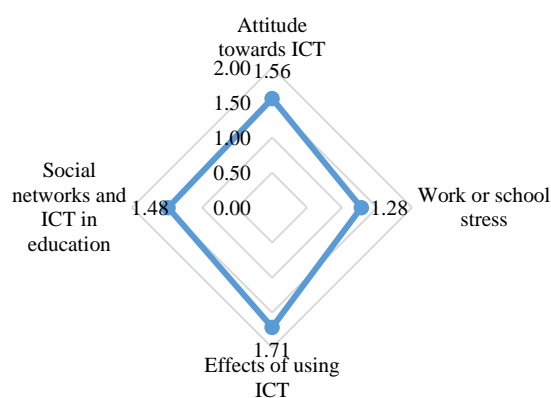 Attitude
towards ICT
2.00
1.56
1.50
1.00
0.50
0.00
Social
networks and
ICT in
education
1.48
1.28
Work or school
stress
1.71
Effects of using
ICT